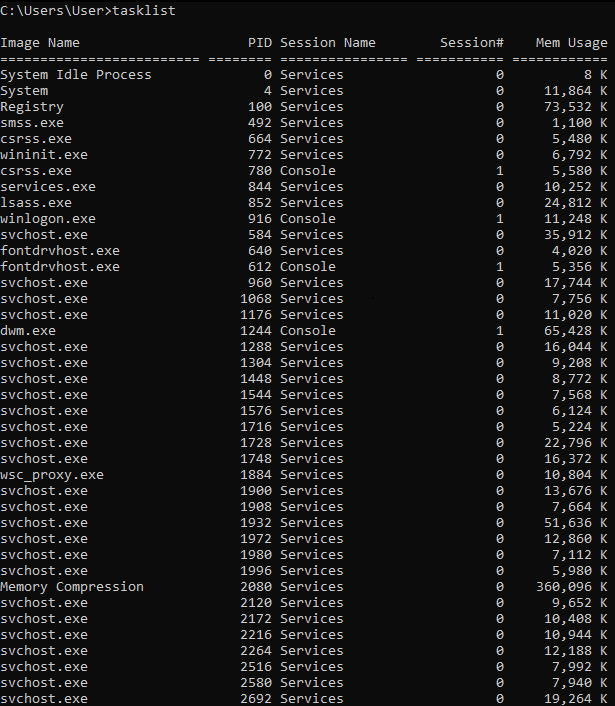 C:\Users\User>tasklist
Image Name                     PID Session Name        Session#    Mem Usage
========================= ======== ================ =========== ============
System Idle Process              0 Services                   0          8 K
System                           4 Services                   0     11,864 K
Registry                       100 Services                   0     73,532 K
smss.exe                       492 Services                   0      1,100 K
csrss.exe                      664 Services                   0      5,480 K
wininit.exe                    772 Services                   0      6,792 K
csrss.exe                      780 Console                    1      5,580 K
services.exe                   844 Services                   0     10,252 K
lsass.exe                      852 Services                   0     24,812 K
winlogon.exe                   916 Console                    1     11,248 K
svchost.exe                    584 Services                   0     35,912 K
fontdrvhost.exe                640 Services                   0      4,020 K
fontdrvhost.exe                612 Console                    1      5,356 K
svchost.exe                    960 Services                   0     17,744 K
svchost.exe                   1068 Services                   0      7,756 K
svchost.exe                   1176 Services                   0     11,020 K
dwm.exe                       1244 Console                    1     65,428 K
svchost.exe                   1288 Services                   0     16,044 K
svchost.exe                   1304 Services                   0      9,208 K
svchost.exe                   1448 Services                   0      8,772 K
svchost.exe                   1544 Services                   0      7,568 K
svchost.exe                   1576 Services                   0      6,124 K
svchost.exe                   1716 Services                   0      5,224 K
svchost.exe                   1728 Services                   0     22,796 K
svchost.exe                   1748 Services                   0     16,372 K
wsc_proxy.exe                 1884 Services                   0     10,804 K
svchost.exe                   1900 Services                   0     13,676 K
svchost.exe                   1908 Services                   0      7,664 K
svchost.exe                   1932 Services                   0     51,636 K
svchost.exe                   1972 Services                   0     12,860 K
svchost.exe                   1980 Services                   0      7,112 K
svchost.exe                   1996 Services                   0      5,980 K
Memory Compression            2080 Services                   0    360,096 K
svchost.exe                   2120 Services                   0      9,652 K
svchost.exe                   2172 Services                   0     10,408 K
svchost.exe                   2216 Services                   0     10,944 K
svchost.exe                   2264 Services                   0     12,188 K
svchost.exe                   2516 Services                   0      7,992 K
svchost.exe                   2580 Services                   0      7,940 K
svchost.exe                   2692 Services                   0     19,264 K